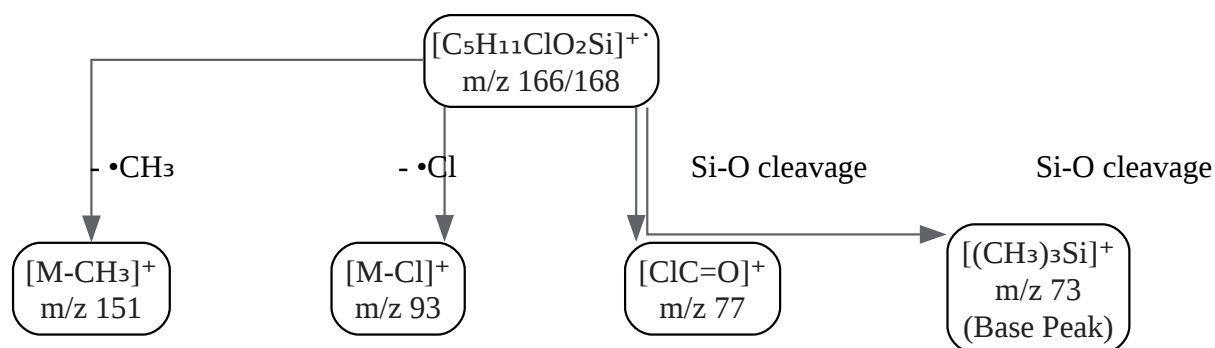 [C₅H₁₁ClO₂Si]⁺˙
m/z 166/168
- •CH₃
- •Cl
Si-O cleavage
Si-O cleavage
[M-CH₃]⁺
m/z 151
[M-Cl]⁺
m/z 93
[ClC=O]⁺
m/z 77
[(CH₃)₃Si]⁺
m/z 73
(Base Peak)